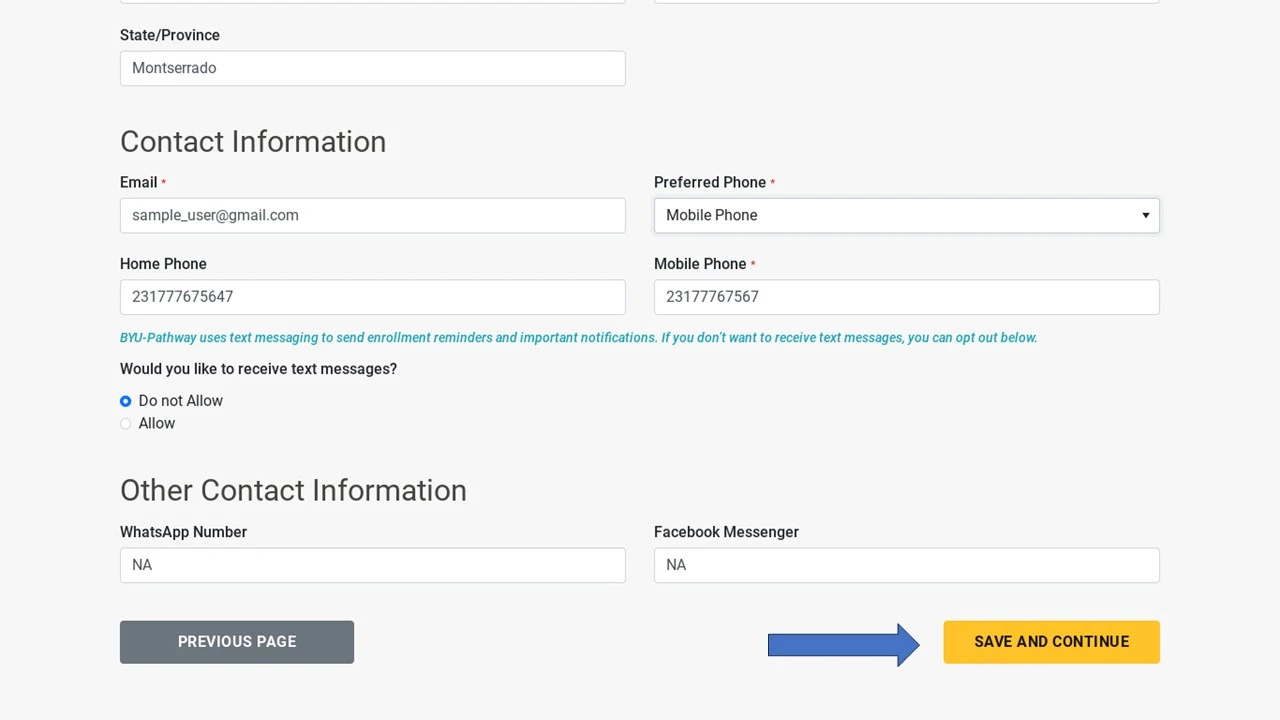 State/Province
Montserrado
Contact Information
Email *
Preferred Phone *
sample_user@gmail.com
Mobile Phone
Home Phone
Mobile Phone *
231777675647
23177767567
BYU-Pathway uses text messaging to send enrollment reminders and important notifications. If you don't want to receive text messages, you can opt out below.
Would you like to receive text messages?
Do not Allow
Allow
Other Contact Information
WhatsApp Number
Facebook Messenger
NA
NA
PREVIOUS PAGE
SAVE AND CONTINUE